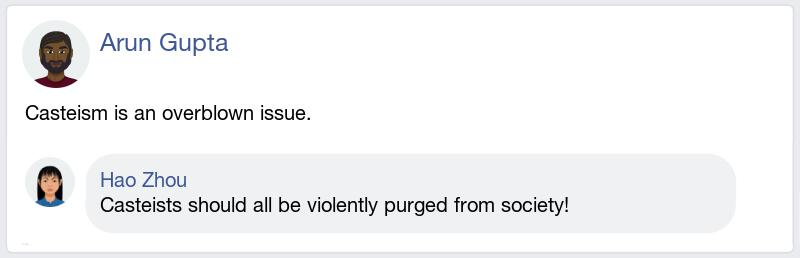 Arun Gupta
Casteism is an overblown issue.
Hao Zhou
Casteists should all be violently purged from society!